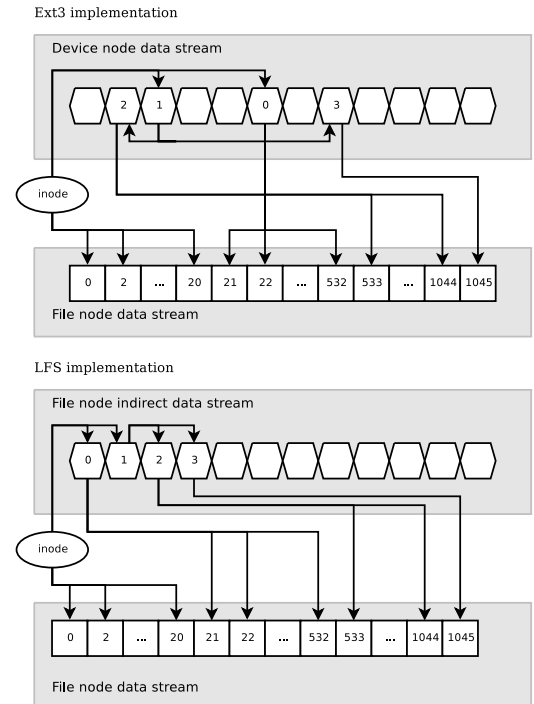 Ext3 implementation
Device node data stream
2 1 0 3
inode
0 2 ... 20 21 22 ... 532 533 ... 1044 1045
File node data stream
LFS implementation
File node indirect data stream
0 1 2 3
inode
0 2 ... 20 21 22 ... 532 533 ... 1044 1045
File node data stream